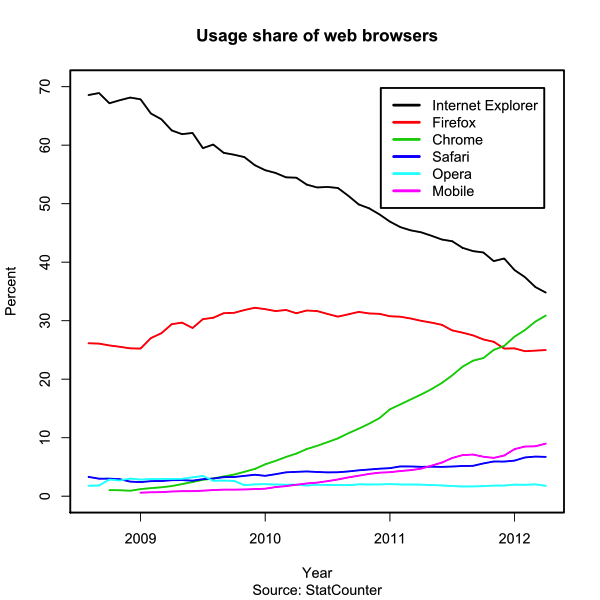 Usage share of web browsers
Percent
70
60
50
40
30
20
10
0
Internet Explorer
Firefox
Chrome
Safari
Opera
Mobile
2009 2010 2011 2012
Year
Source: StatCounter